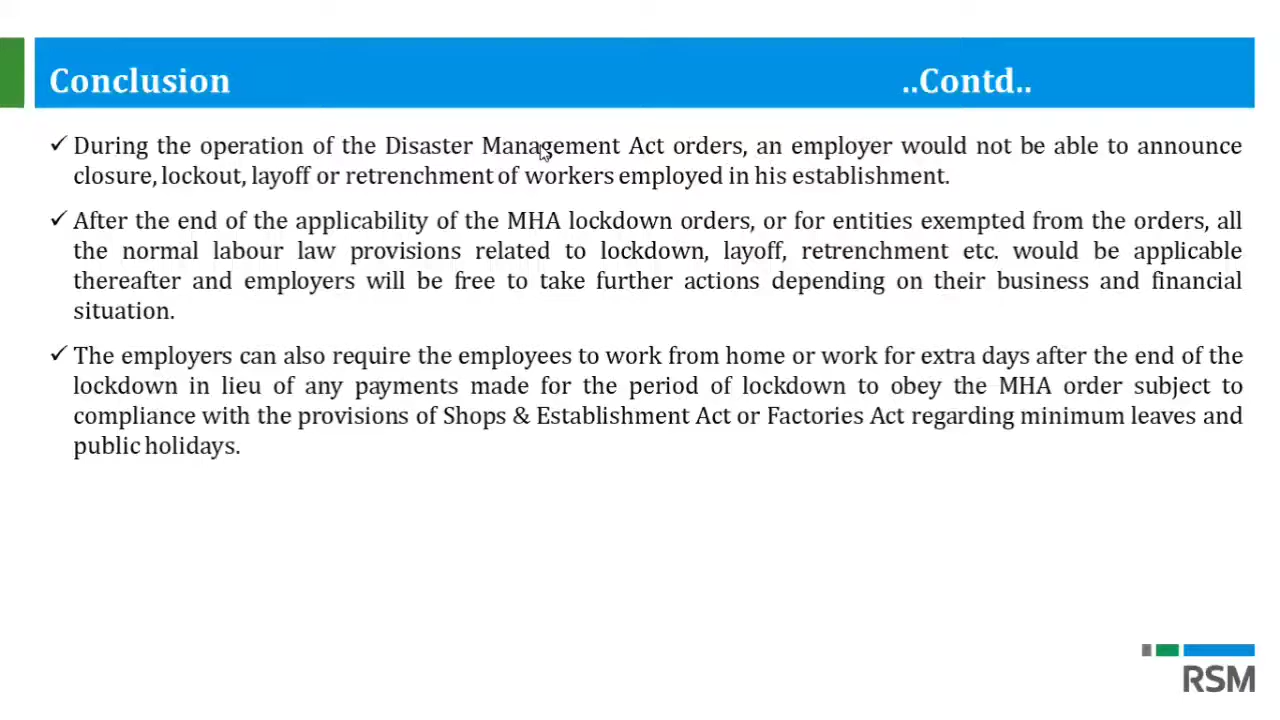 Conclusion ..Contd..
✓ During the operation of the Disaster Management Act orders, an employer would not be able to announce
closure, lockout, layoff or retrenchment of workers employed in his establishment.
✓ After the end of the applicability of the MHA lockdown orders, or for entities exempted from the orders, all
the normal labour law provisions related to lockdown, layoff, retrenchment etc. would be applicable
thereafter and employers will be free to take further actions depending on their business and financial
situation.
✓ The employers can also require the employees to work from home or work for extra days after the end of the
lockdown in lieu of any payments made for the period of lockdown to obey the MHA order subject to
compliance with the provisions of Shops & Establishment Act or Factories Act regarding minimum leaves and
public holidays.
RSM